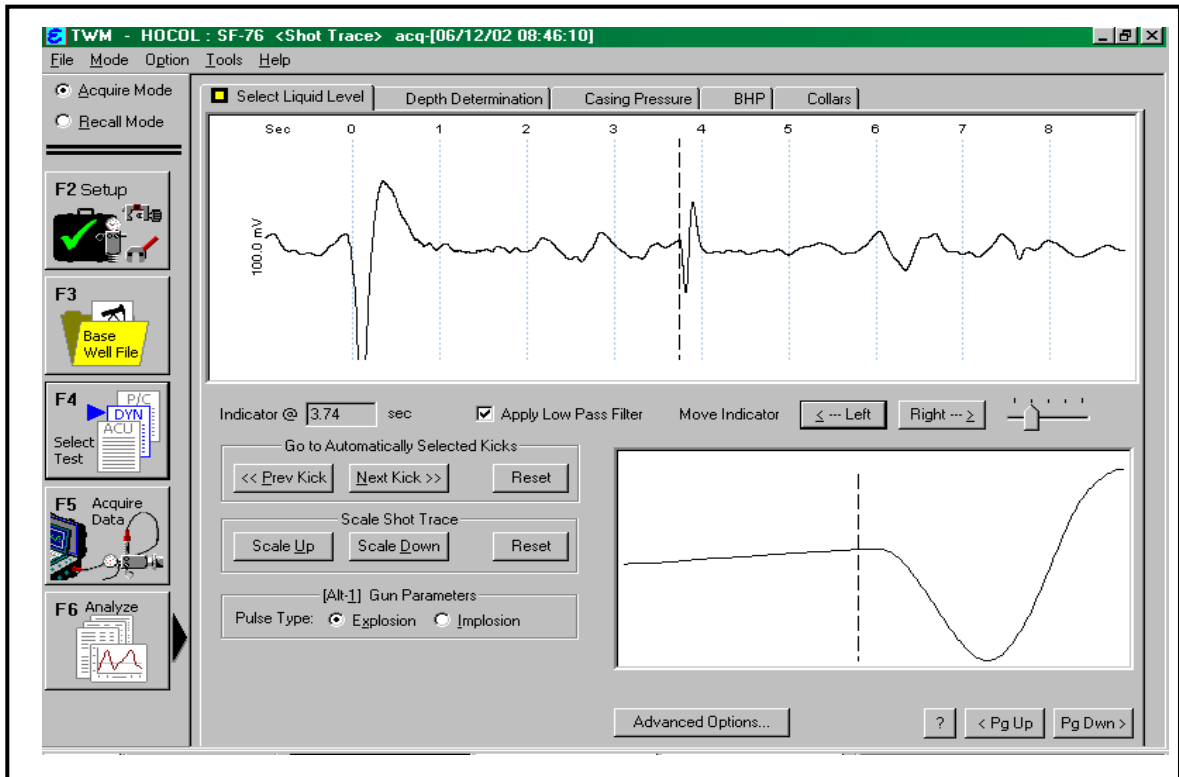 TWM - HOCOL : SF-76 <Shot Trace> acq-[06/12/02 08:46:10]
File Mode Option Tools Help
Acquire Mode
Recall Mode
Select Liquid Level Depth Determination Casing Pressure BHP Collars
Sec 0 1 2 3 4 5 6 7 8
100.0 mV
F2 Setup
F3
Base
Well File
F4
P/C
DYN
ACU
Select
Test
F5 Acquire
Data
F6 Analyze
Indicator @ 3.74 sec Apply Low Pass Filter Move Indicator < --- Left Right --- >
Go to Automatically Selected Kicks
<< Prev Kick Next Kick >> Reset
Scale Shot Trace
Scale Up Scale Down Reset
[Alt-1] Gun Parameters
Pulse Type: Explosion Implosion
Advanced Options... ? < Pg Up Pg Dwn >